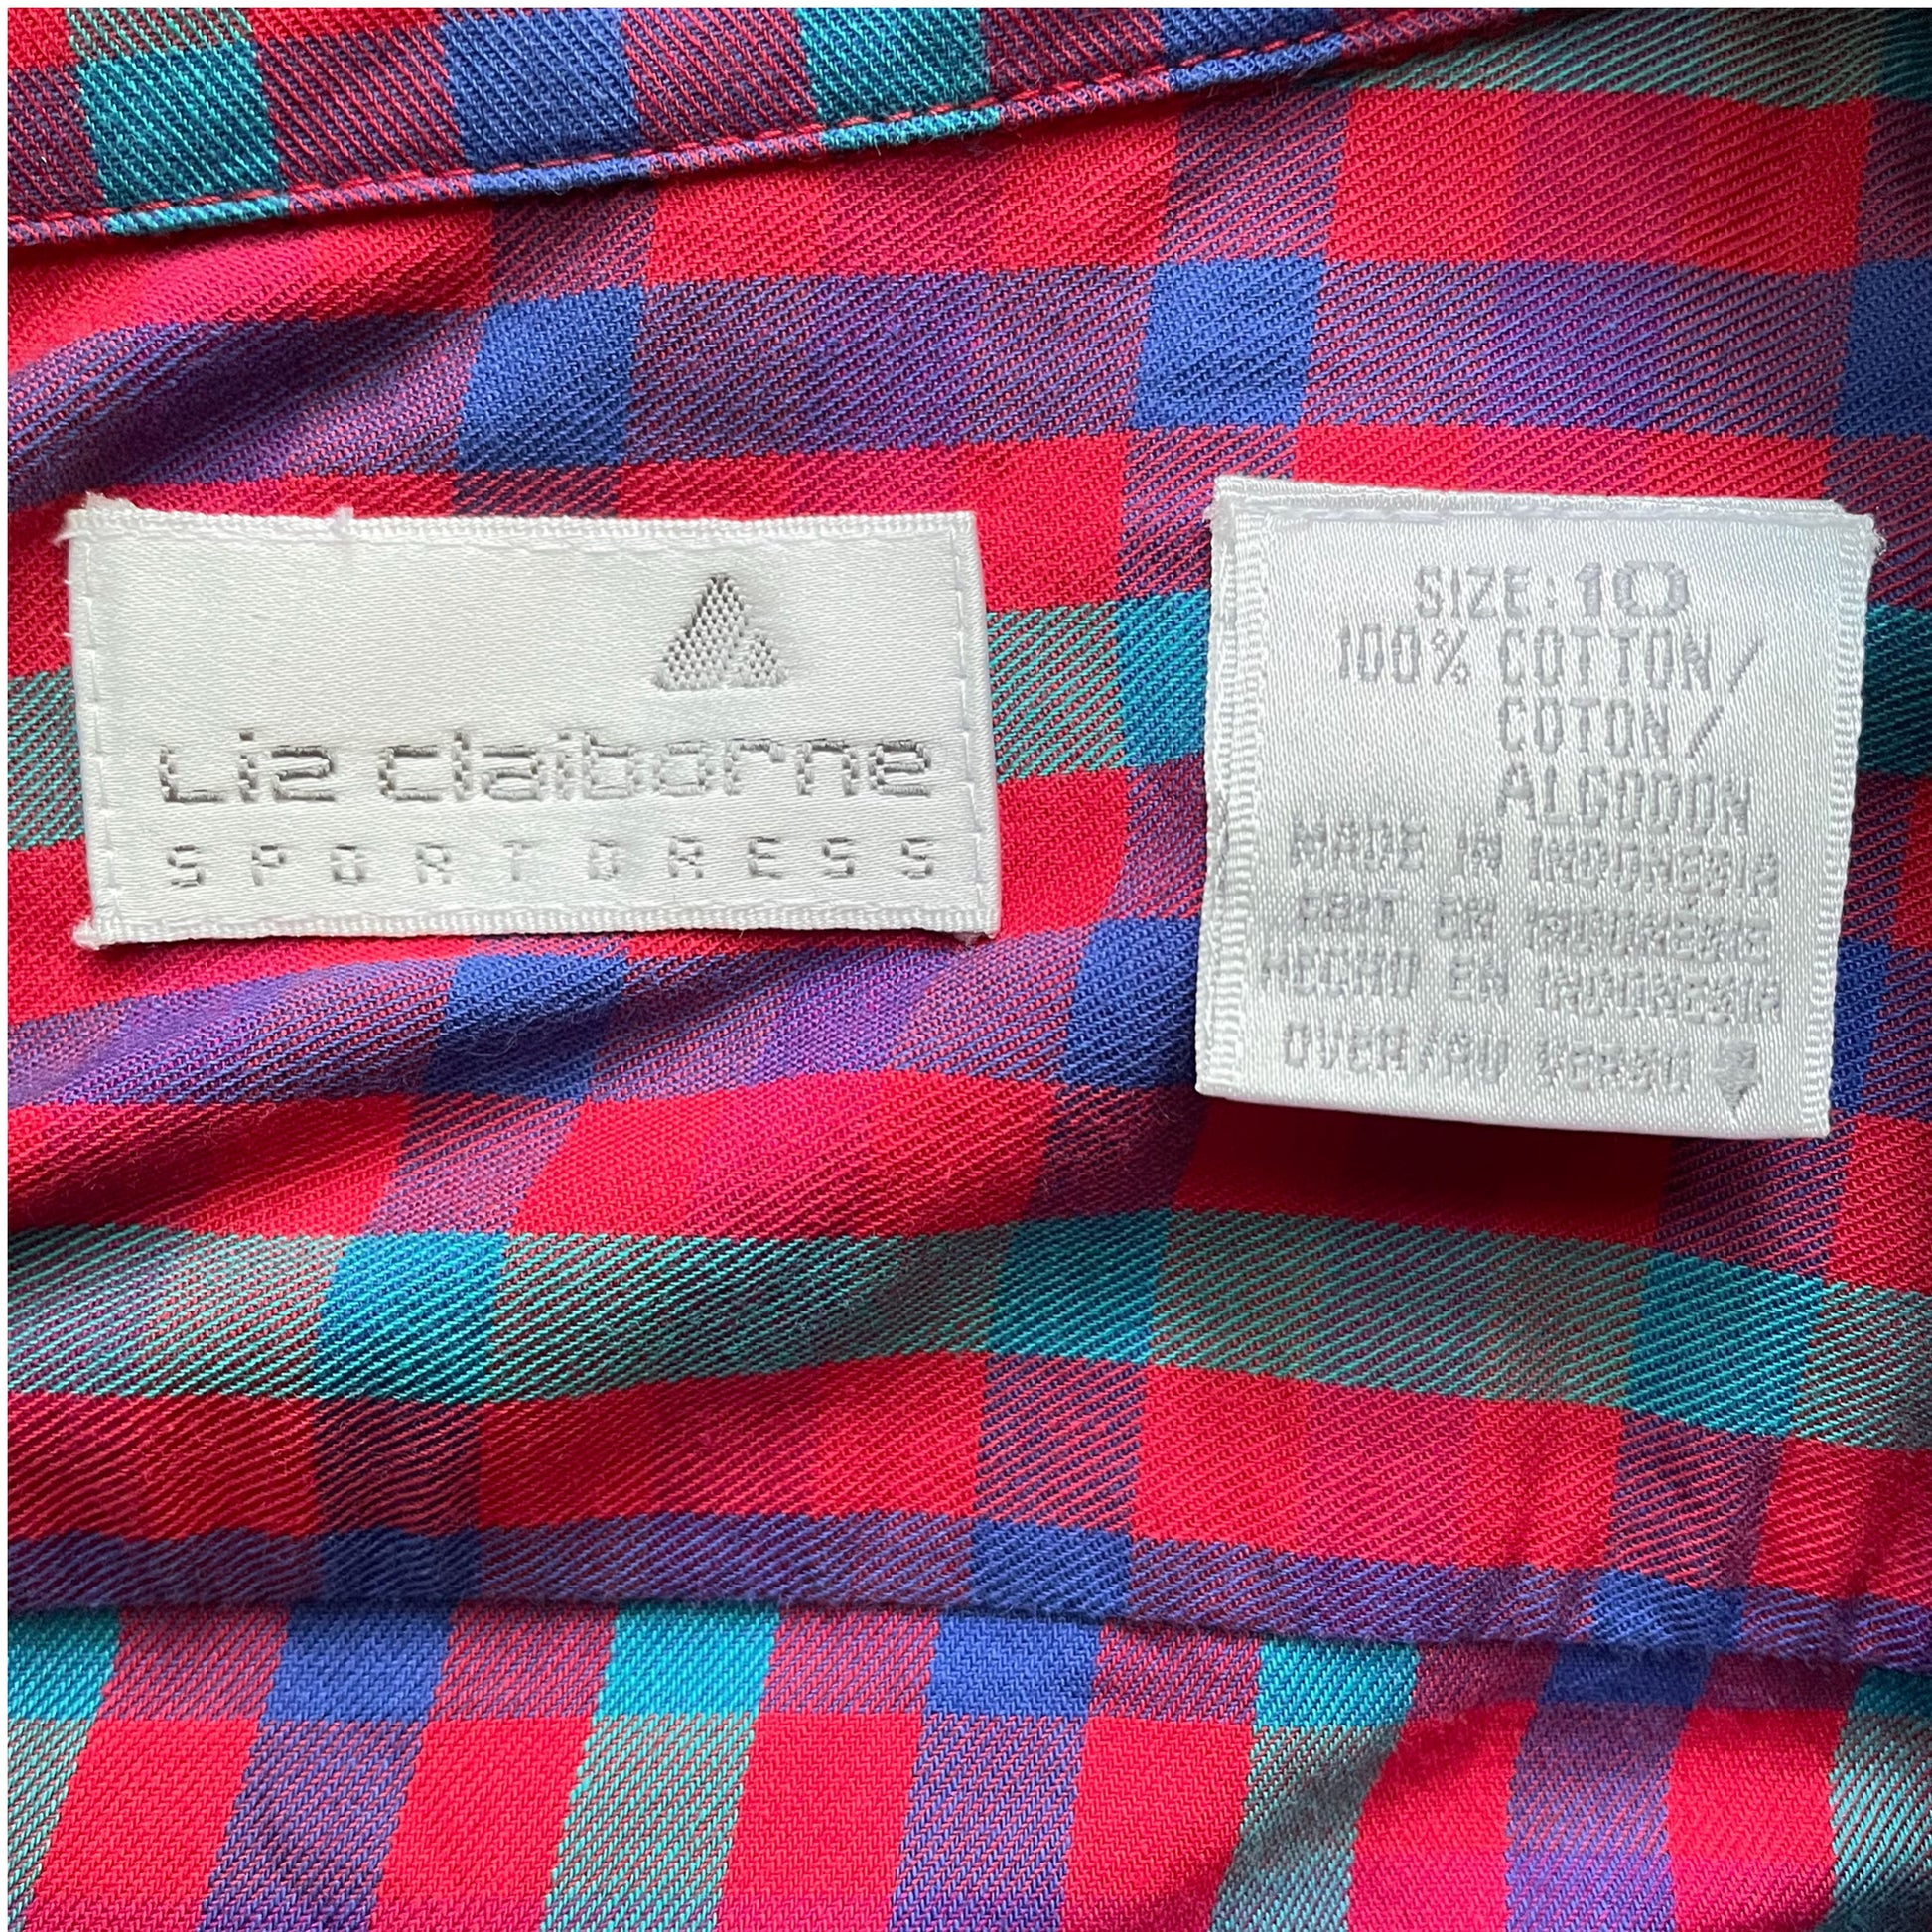 Liz claiborne
SPORTDRESS
SIZE: 10
100% COTTON/
COTON/
ALGODON
MADE IN INDONESIA
FAIT EN INDONESIE
HECHO EN INDONESIA
OVER/AU VERSO